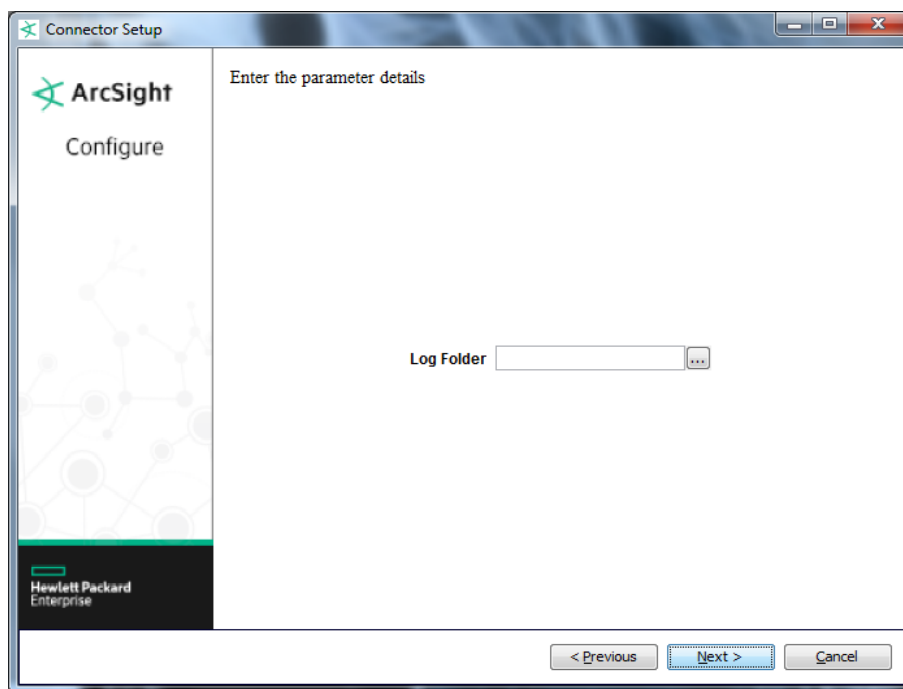 Connector Setup
ArcSight
Configure
Enter the parameter details
Log Folder
...
Hewlett Packard
Enterprise
< Previous
Next >
Cancel